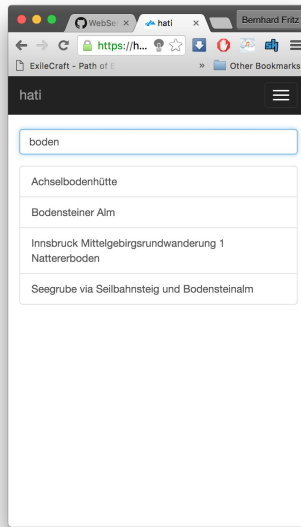 WebSer
hati
Bernhard Fritz
https://h...
ExileCraft - Path of E
»
Other Bookmarks
hati
boden
Achselbodenhütte
Bodensteiner Alm
Innsbruck Mittelgebirgsrundwanderung 1
Nattererboden
Seegrube via Seilbahnsteig und Bodensteinalm